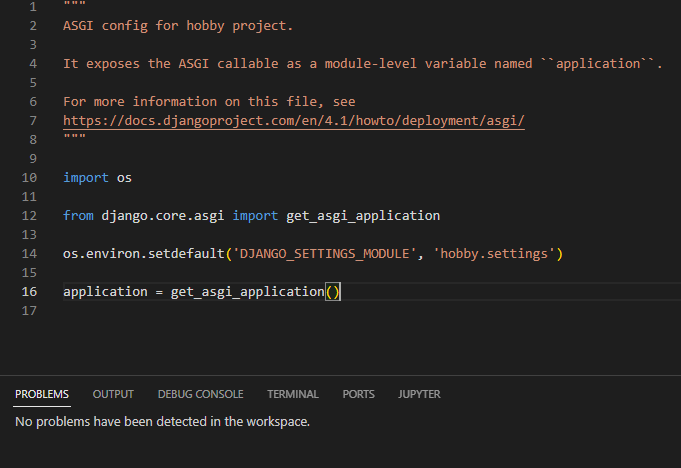 1 """
2 ASGI config for hobby project.
3
4 It exposes the ASGI callable as a module-level variable named ``application``.
5
6 For more information on this file, see
7 https://docs.djangoproject.com/en/4.1/howto/deployment/asgi/
8 """
9
10 import os
11
12 from django.core.asgi import get_asgi_application
13
14 os.environ.setdefault('DJANGO_SETTINGS_MODULE', 'hobby.settings')
15
16 application = get_asgi_application()
17
PROBLEMS OUTPUT DEBUG CONSOLE TERMINAL PORTS JUPYTER
No problems have been detected in the workspace.